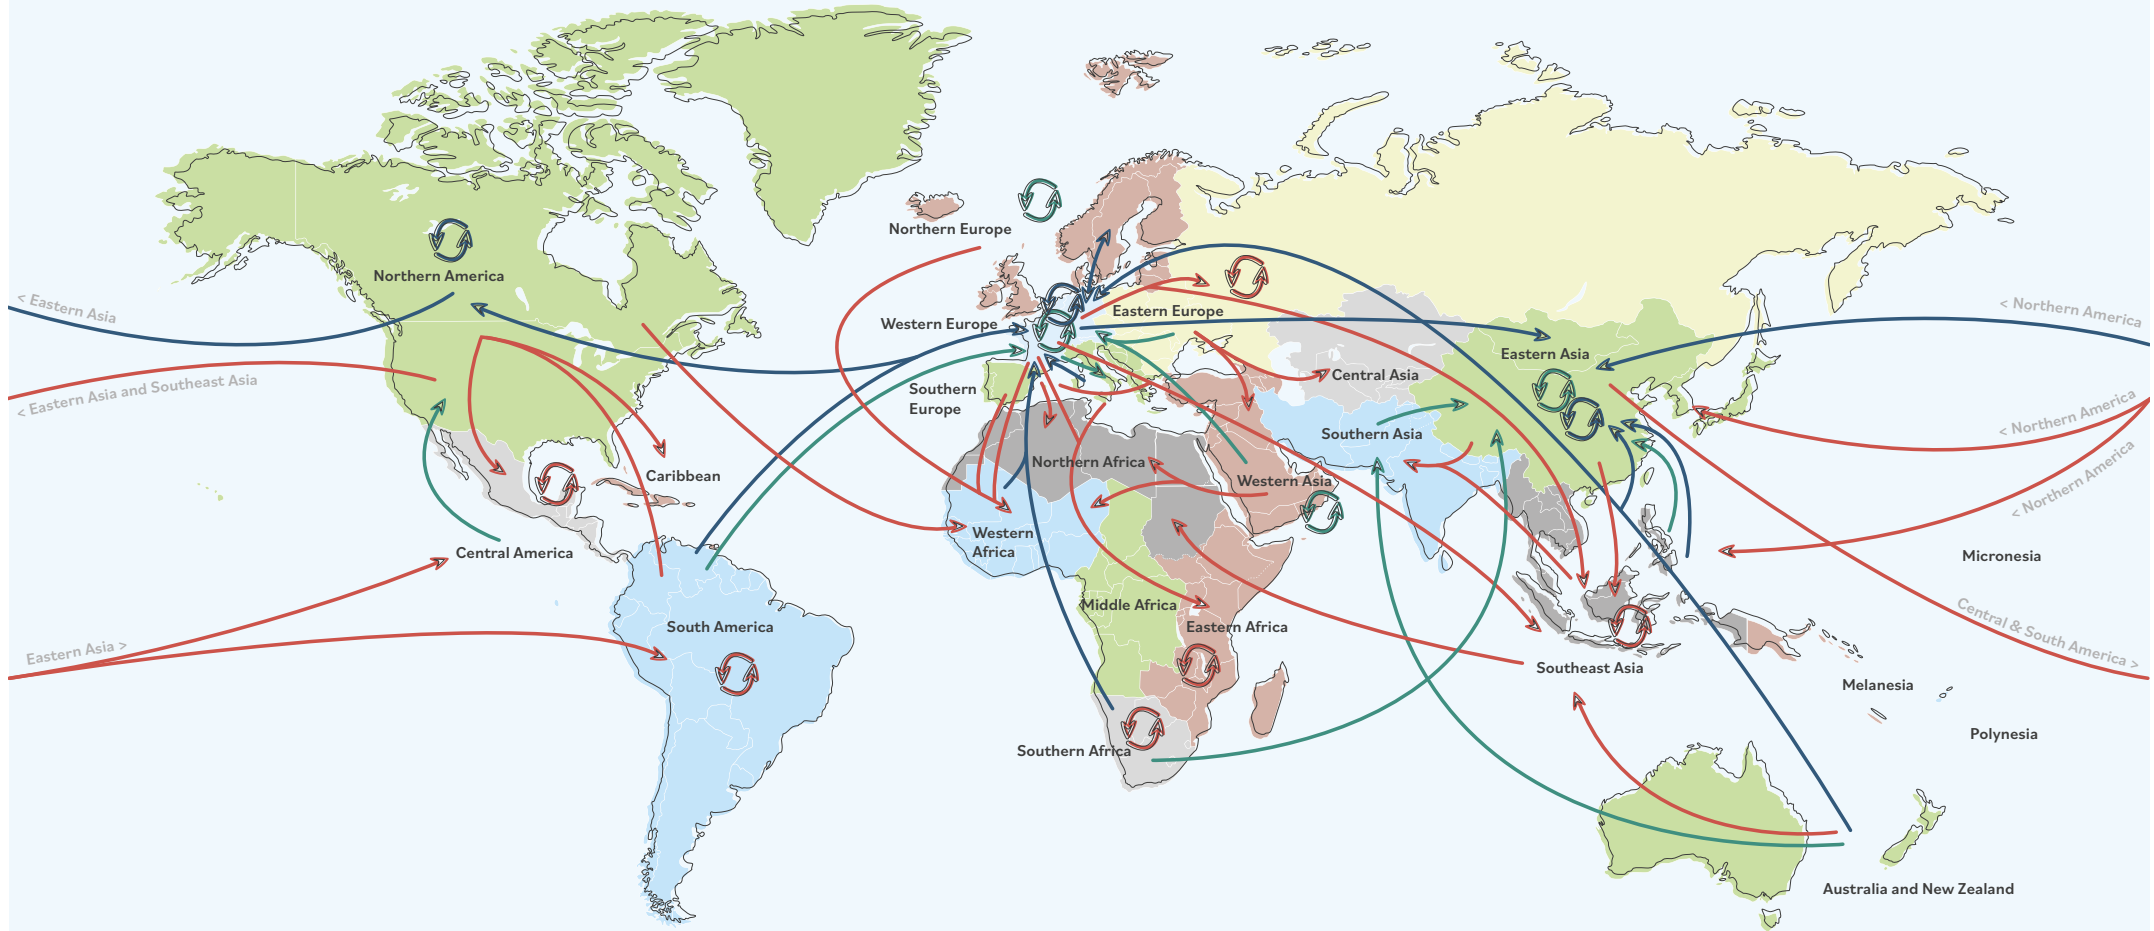 Northern Europe
Northern America
< Eastern Asia
< Northern America
Eastern Europe
Western Europe
Eastern Asia
Central Asia
< Eastern Asia and Southeast Asia
Southern
Europe
< Northern America
Southern Asia
Northern Africa
Caribbean
Western Asia
< Northern America
Western
Africa
Central America
Micronesia
Middle Africa
Eastern Africa
South America
Central & South America >
Eastern Asia >
Southeast Asia
Melanesia
Polynesia
Southern Africa
Australia and New Zealand